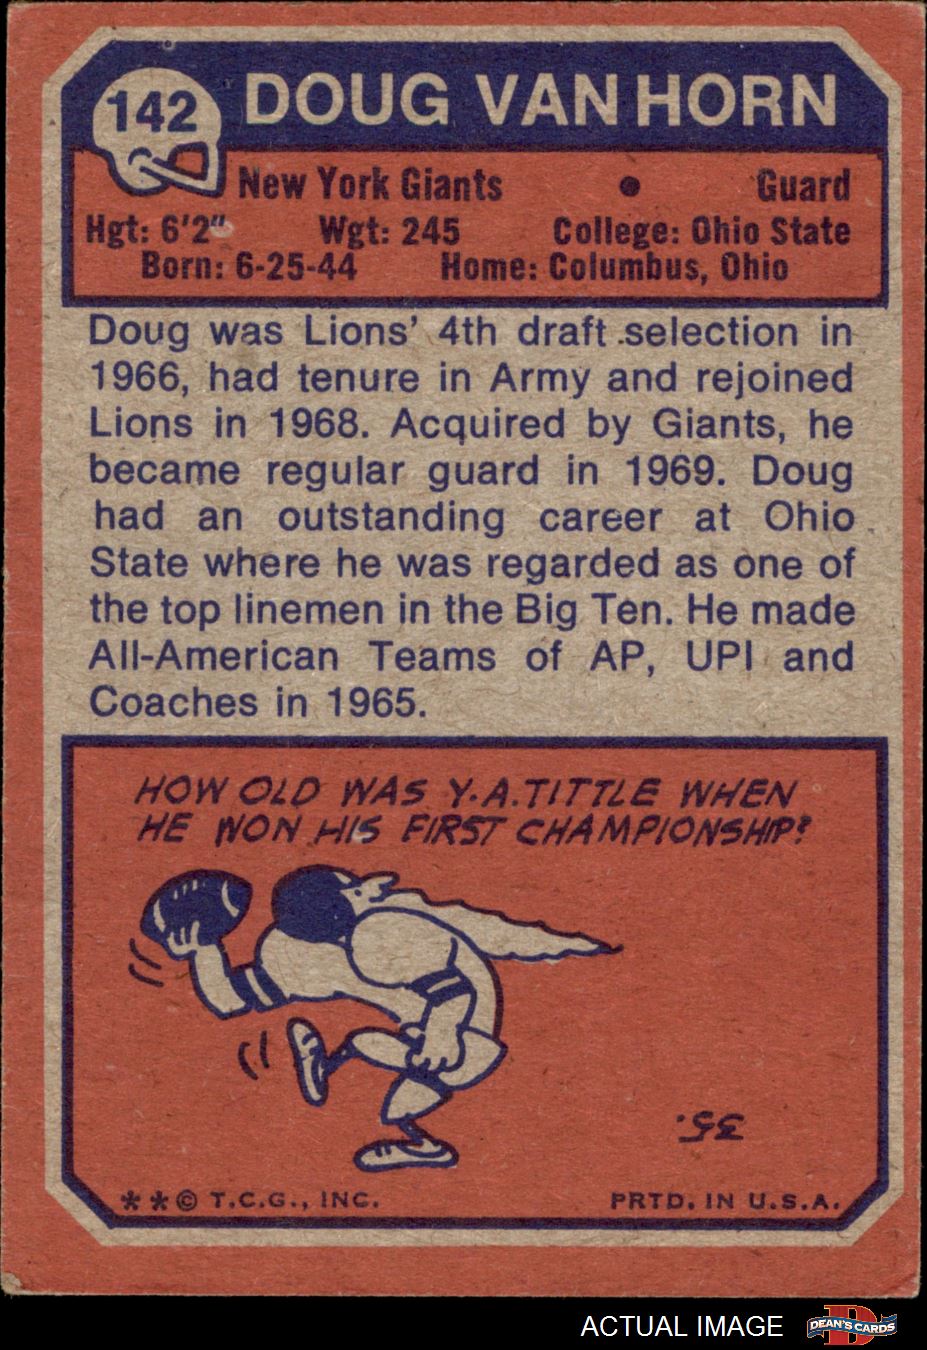 142
DOUG VAN HORN
New York Giants • Guard
Hgt: 6'2" Wgt: 245 College: Ohio State
Born: 6-25-44 Home: Columbus, Ohio
Doug was Lions' 4th draft selection in
1966, had tenure in Army and rejoined
Lions in 1968. Acquired by Giants, he
became regular guard in 1969. Doug
had an outstanding career at Ohio
State where he was regarded as one of
the top linemen in the Big Ten. He made
All-American Teams of AP, UPI and
Coaches in 1965.
HOW OLD WAS Y.A.TITTLE WHEN
HE WON HIS FIRST CHAMPIONSHIP?
35.
**© T.C.G., INC. PRTD. IN U.S.A.
ACTUAL IMAGE
DEAN'S CARDS